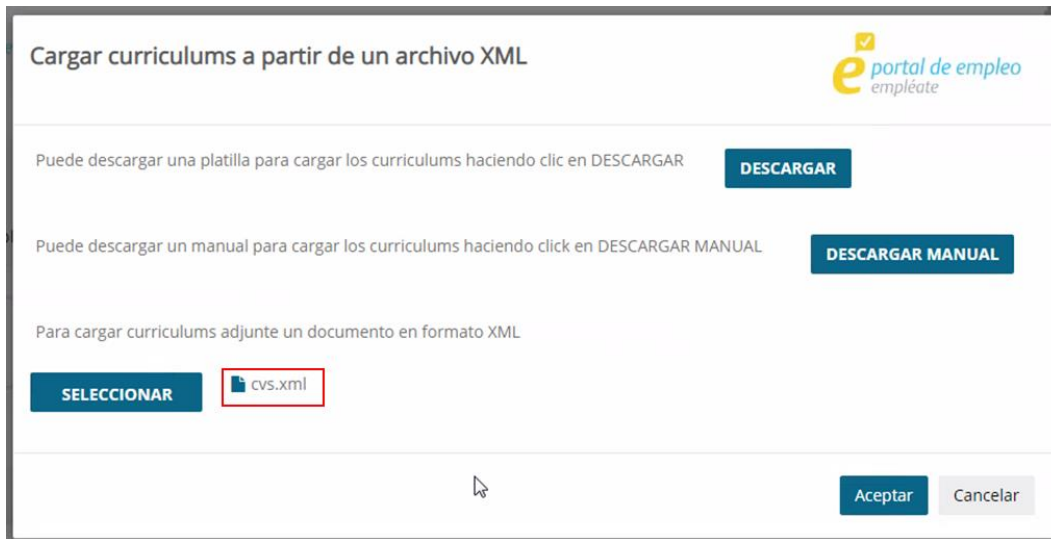 Cargar curriculums a partir de un archivo XML
portal de empleo
empléate
Puede descargar una platilla para cargar los curriculums haciendo clic en DESCARGAR
DESCARGAR
Puede descargar un manual para cargar los curriculums haciendo click en DESCARGAR MANUAL
DESCARGAR MANUAL
Para cargar curriculums adjunte un documento en formato XML
SELECCIONAR
cvs.xml
Aceptar
Cancelar